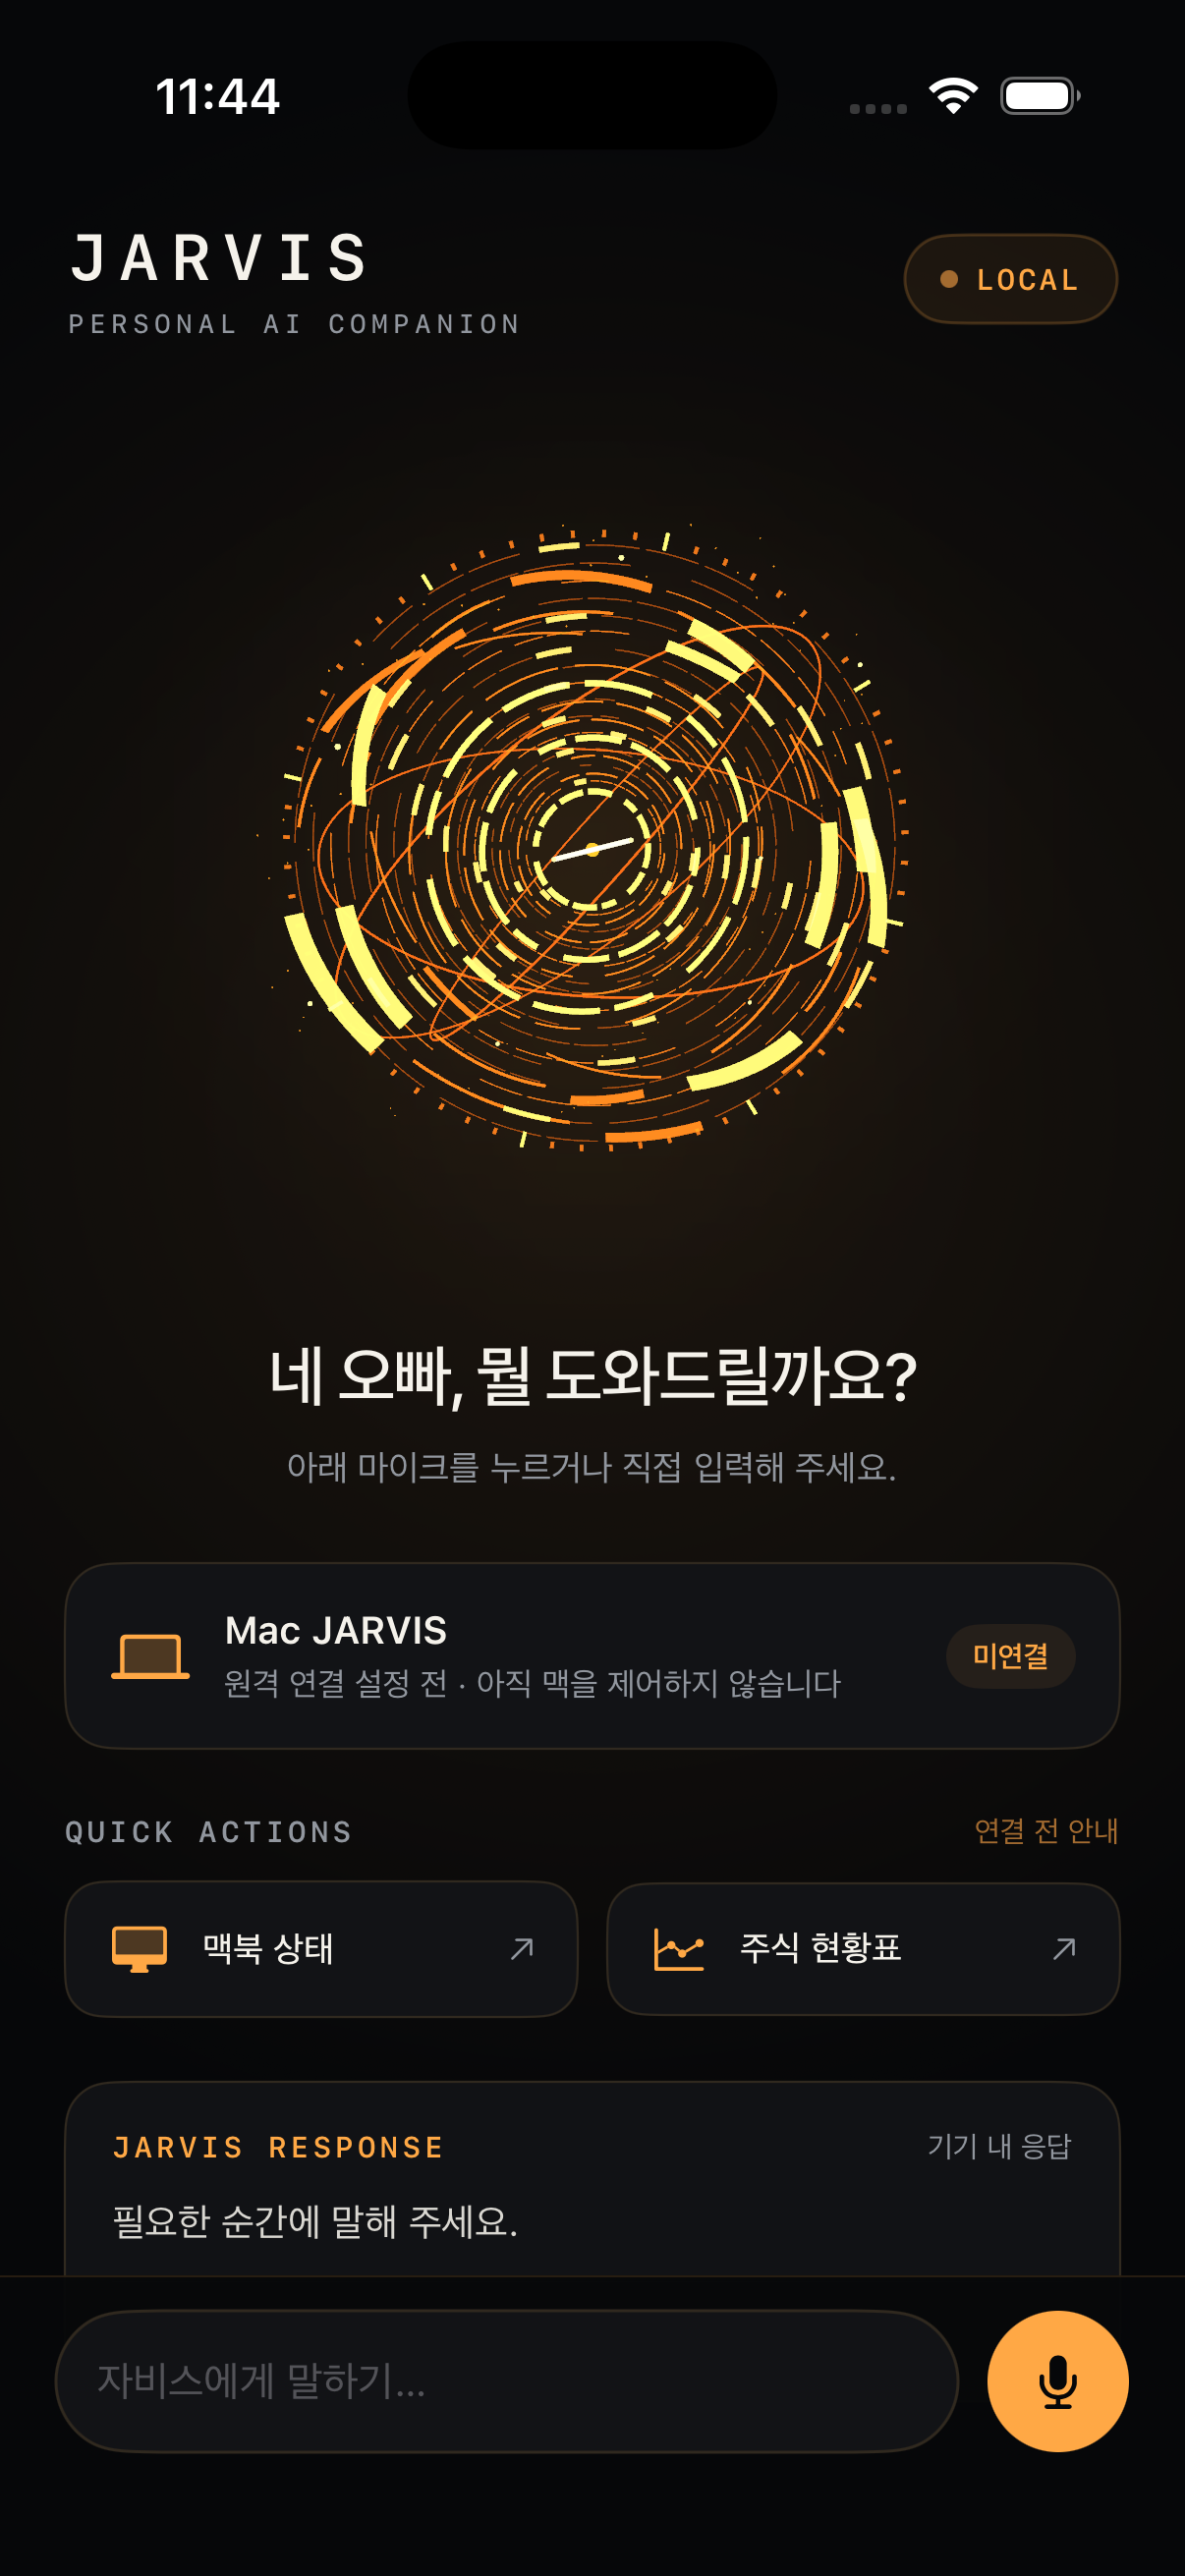 11:44
JARVIS
LOCAL
PERSONAL AI COMPANION
네 오빠, 뭘 도와드릴까요?
아래 마이크를 누르거나 직접 입력해 주세요.
Mac JARVIS
원격 연결 설정 전 · 아직 맥을 제어하지 않습니다
미연결
QUICK ACTIONS
연결 전 안내
맥북 상태
주식 현황표
JARVIS RESPONSE
기기 내 응답
필요한 순간에 말해 주세요.
자비스에게 말하기...